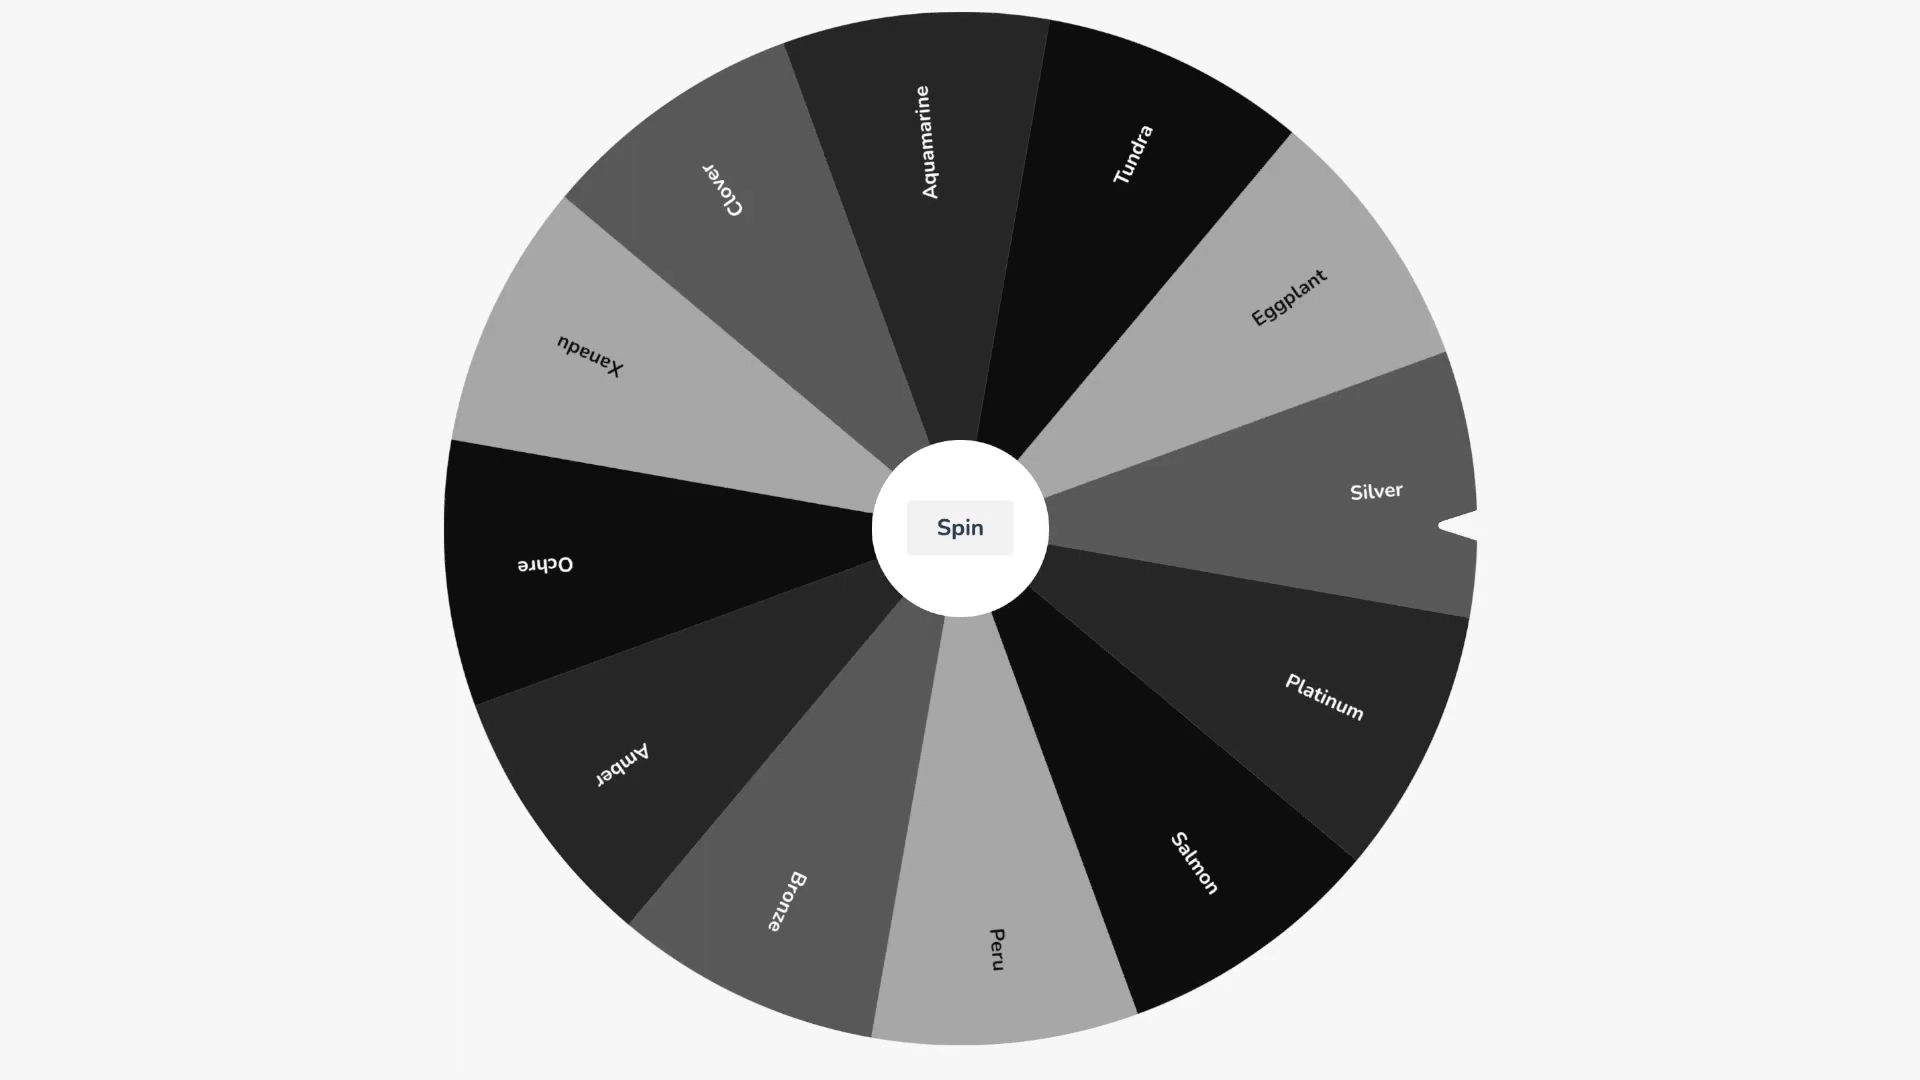 Aquamarine
Tundra
Eggplant
Silver
Platinum
Salmon
Peru
Bronze
Amber
Ochre
Xanadu
Clover
Spin